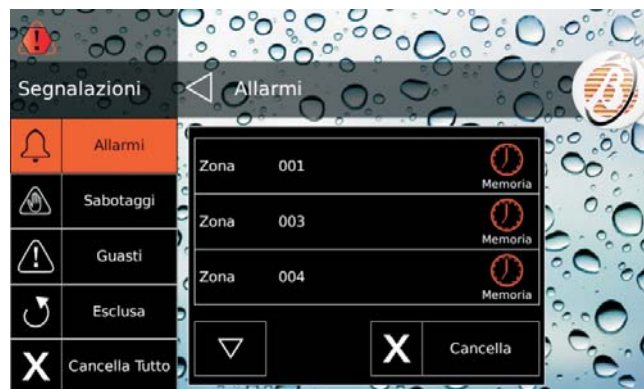 Segnalazioni
Allarmi
Allarmi
Sabotaggi
Guasti
Esclusa
X Cancella Tutto
Zona 001
Memoria
Zona 003
Memoria
Zona 004
Memoria
X Cancella